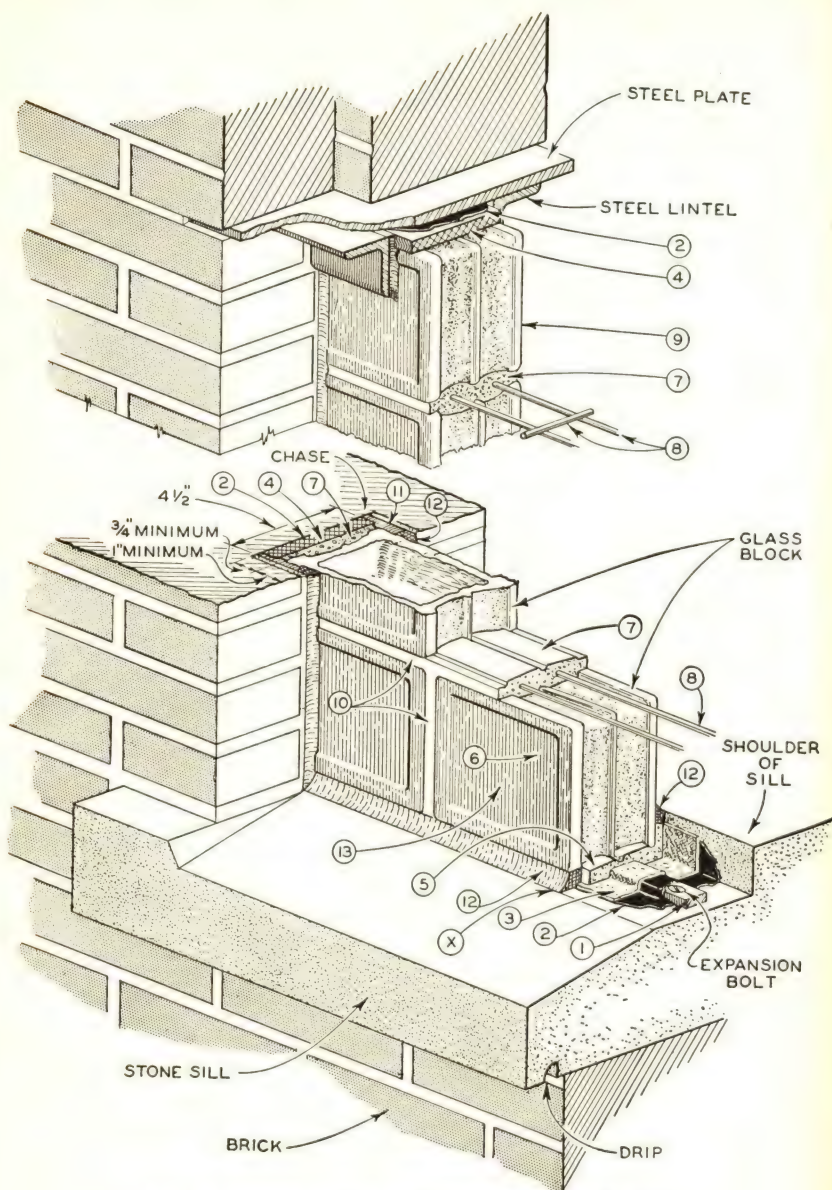 STEEL PLATE
STEEL LINTEL
2
4
9
7
8
CHASE
4 1/2"
2
4
7
11
12
3/4" MINIMUM
1" MINIMUM
GLASS
BLOCK
7
8
10
SHOULDER
OF
SILL
6
12
13
5
12
X
3
2
1
EXPANSION
BOLT
STONE SILL
BRICK
DRIP